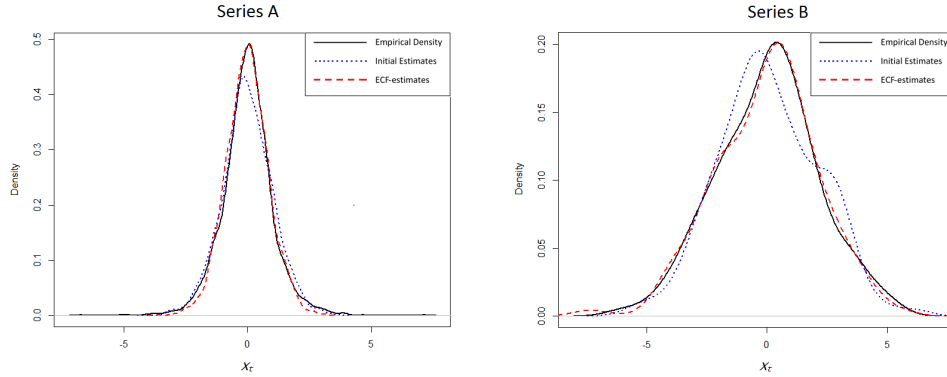 Series A
Empirical Density
Initial Estimates
ECF-estimates
Density
0.0
0.1
0.2
0.3
0.4
0.5
-5
0
5
Xτ
Series B
Empirical Density
Initial Estimates
ECF-estimates
Density
0.00
0.05
0.10
0.15
0.20
-5
0
5
Xτ